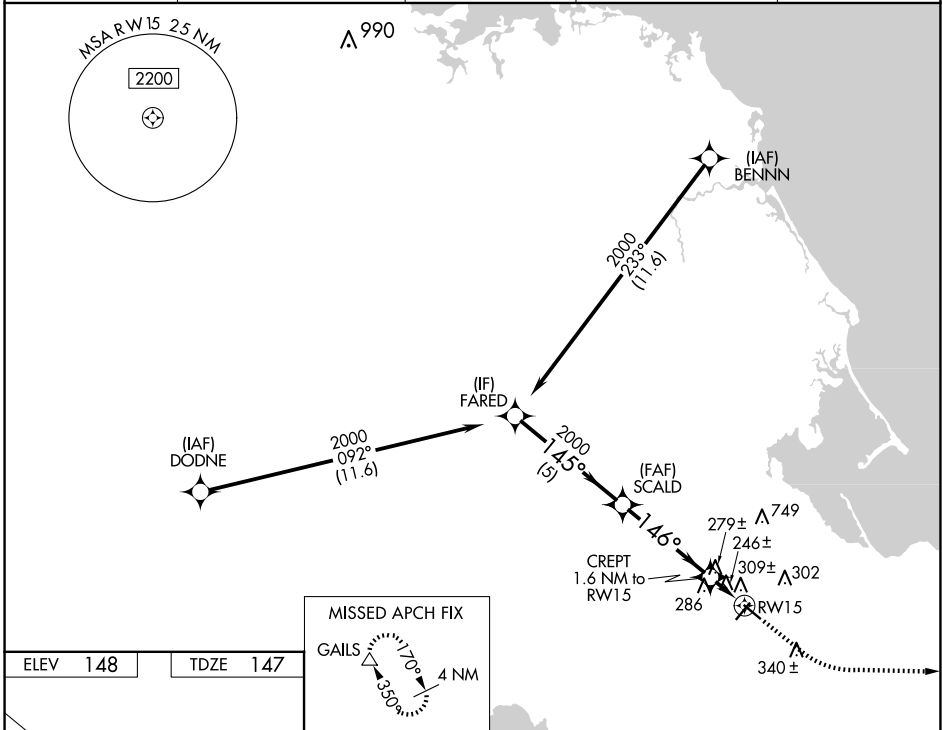 MSA RW15 25 NM
2200
990
(IAF)
BENNN
2000
233°
(11.6)
(IF)
FARED
(IAF)
DODNE
2000
092°
(11.6)
2000
145°
(5)
(FAF)
SCALD
146°
749
279±
246±
309±
302
CREPT
1.6 NM to
RW15
286
RW15
340±
MISSED APCH FIX
GAILS
170°
4 NM
350°
ELEV 148
TDZE 147